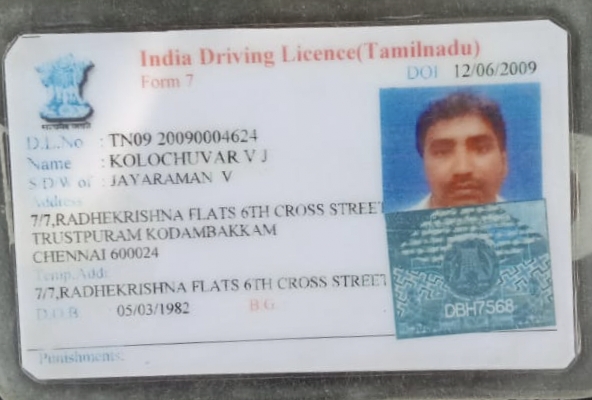 India Driving Licence(Tamilnadu)
Form 7
DOI 12/06/2009
D.L.No : TN09 20090004624
Name : KOLOCHUVAR V J
S/D/W of : JAYARAMAN V
Address
7/7,RADHEKRISHNA FLATS 6TH CROSS STREET
TRUSTPURAM KODAMBAKKAM
CHENNAI 600024
Temp.Addr:
7/7,RADHEKRISHNA FLATS 6TH CROSS STREET
D.O.B. 05/03/1982 B.G.
DBH7568
Punishments: